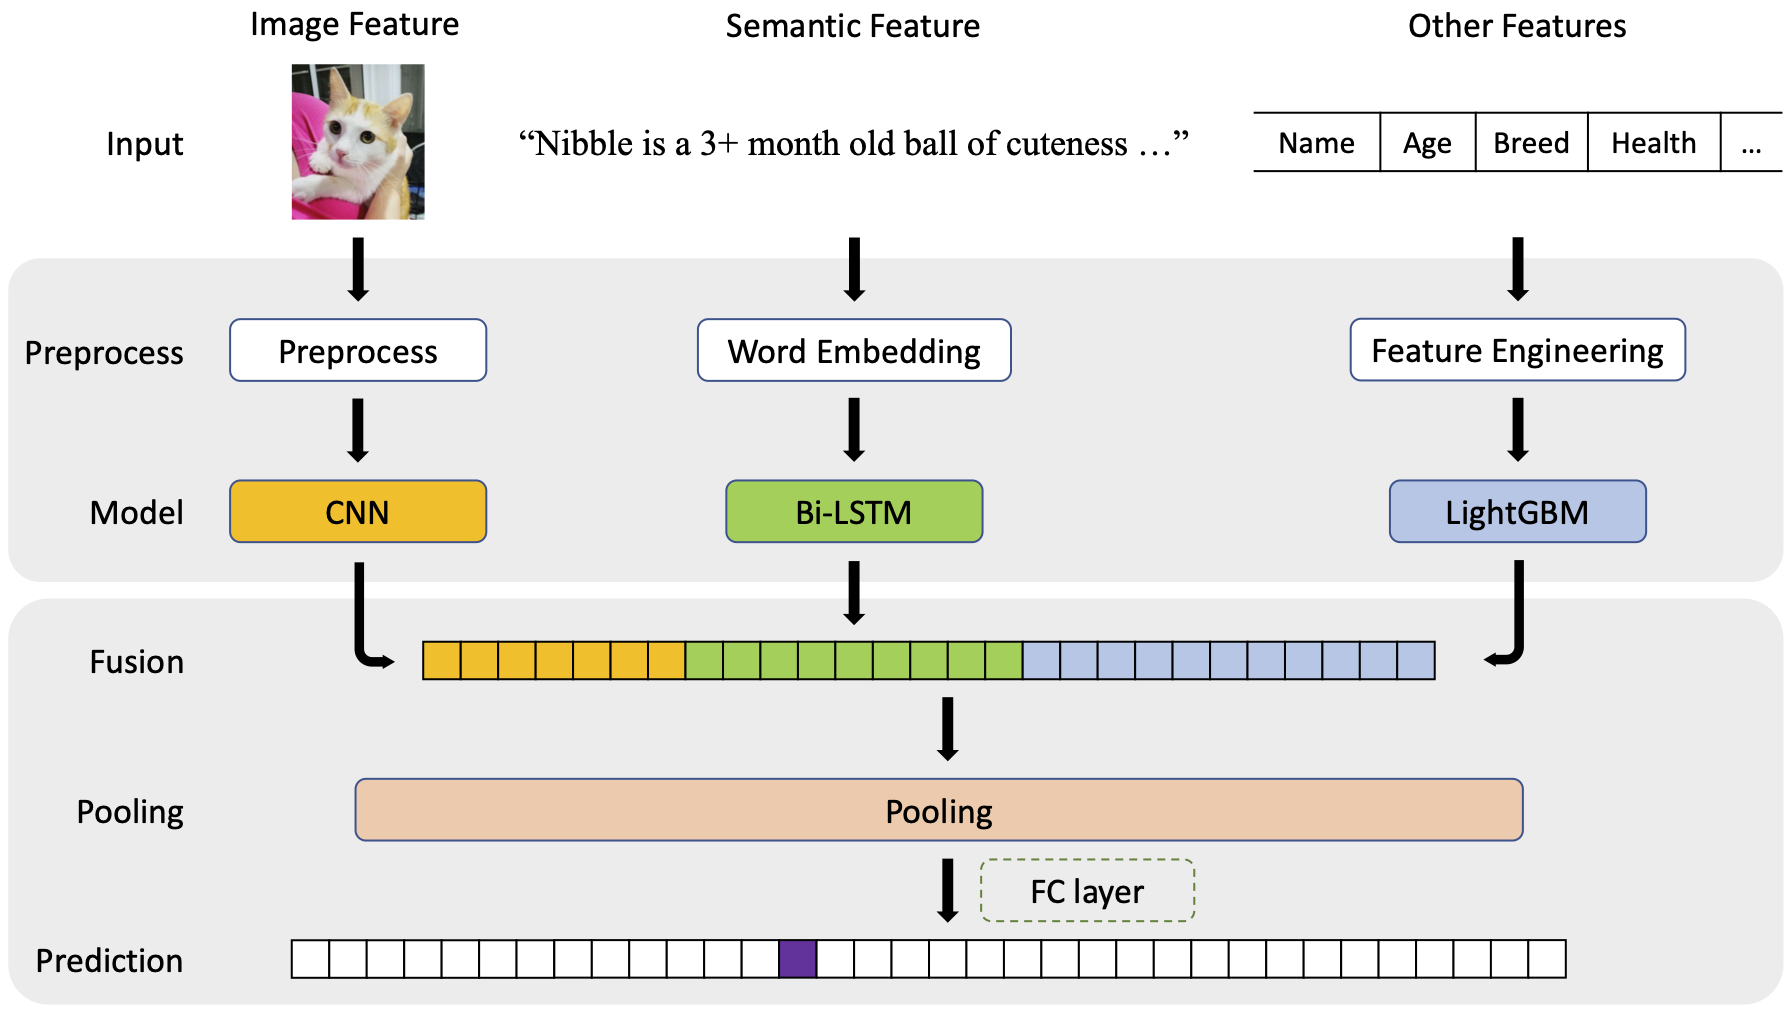 Image Feature
Semantic Feature
Other Features
Input
“Nibble is a 3+ month old ball of cuteness …”
Name
Age
Breed
Health
...
Preprocess
Preprocess
Word Embedding
Feature Engineering
Model
CNN
Bi-LSTM
LightGBM
Fusion
Pooling
Pooling
FC layer
Prediction